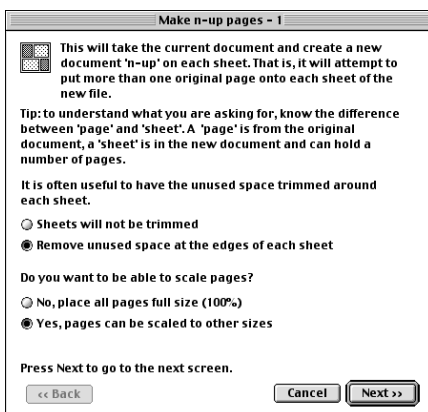 Make n-up pages - 1
This will take the current document and create a new
document 'n-up' on each sheet. That is, it will attempt to
put more than one original page onto each sheet of the
new file.
Tip: to understand what you are asking for, know the difference
between 'page' and 'sheet'. A 'page' is from the original
document, a 'sheet' is in the new document and can hold a
number of pages.
It is often useful to have the unused space trimmed around
each sheet.
Sheets will not be trimmed
Remove unused space at the edges of each sheet
Do you want to be able to scale pages?
No, place all pages full size (100%)
Yes, pages can be scaled to other sizes
Press Next to go to the next screen.
<< Back Cancel Next >>